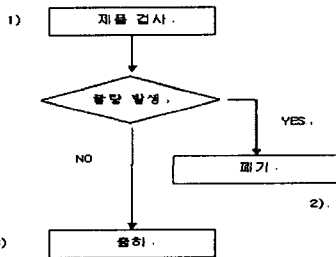 1)
제품 검사.
불량 발생.
YES.
NO
폐기.
2).
출하.